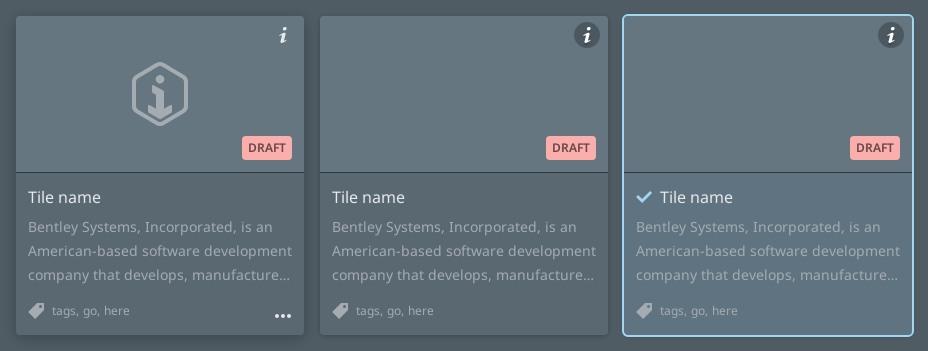 DRAFT
Tile name
Bentley Systems, Incorporated, is an
American-based software development
company that develops, manufacture...
tags, go, here
DRAFT
Tile name
Bentley Systems, Incorporated, is an
American-based software development
company that develops, manufacture...
tags, go, here
DRAFT
Tile name
Bentley Systems, Incorporated, is an
American-based software development
company that develops, manufacture...
tags, go, here